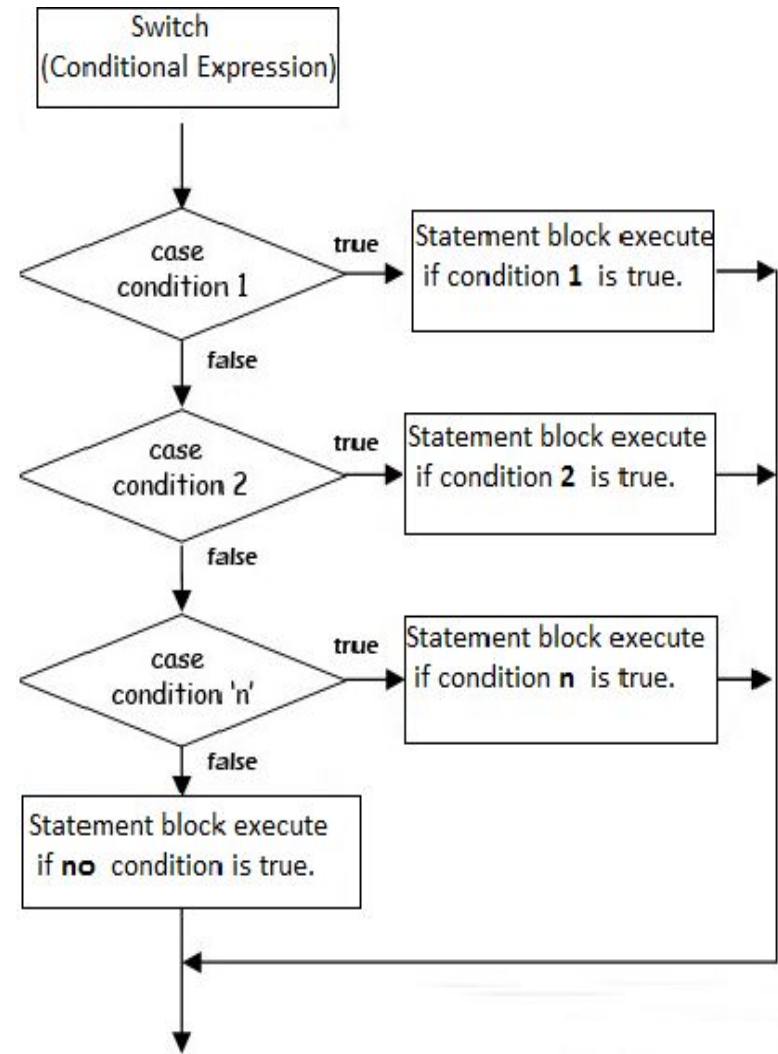 Switch
(Conditional Expression)
case
condition 1
true
Statement block execute
if condition 1 is true.
false
case
condition 2
true
Statement block execute
if condition 2 is true.
false
case
condition 'n'
true
Statement block execute
if condition n is true.
false
Statement block execute
if no condition is true.